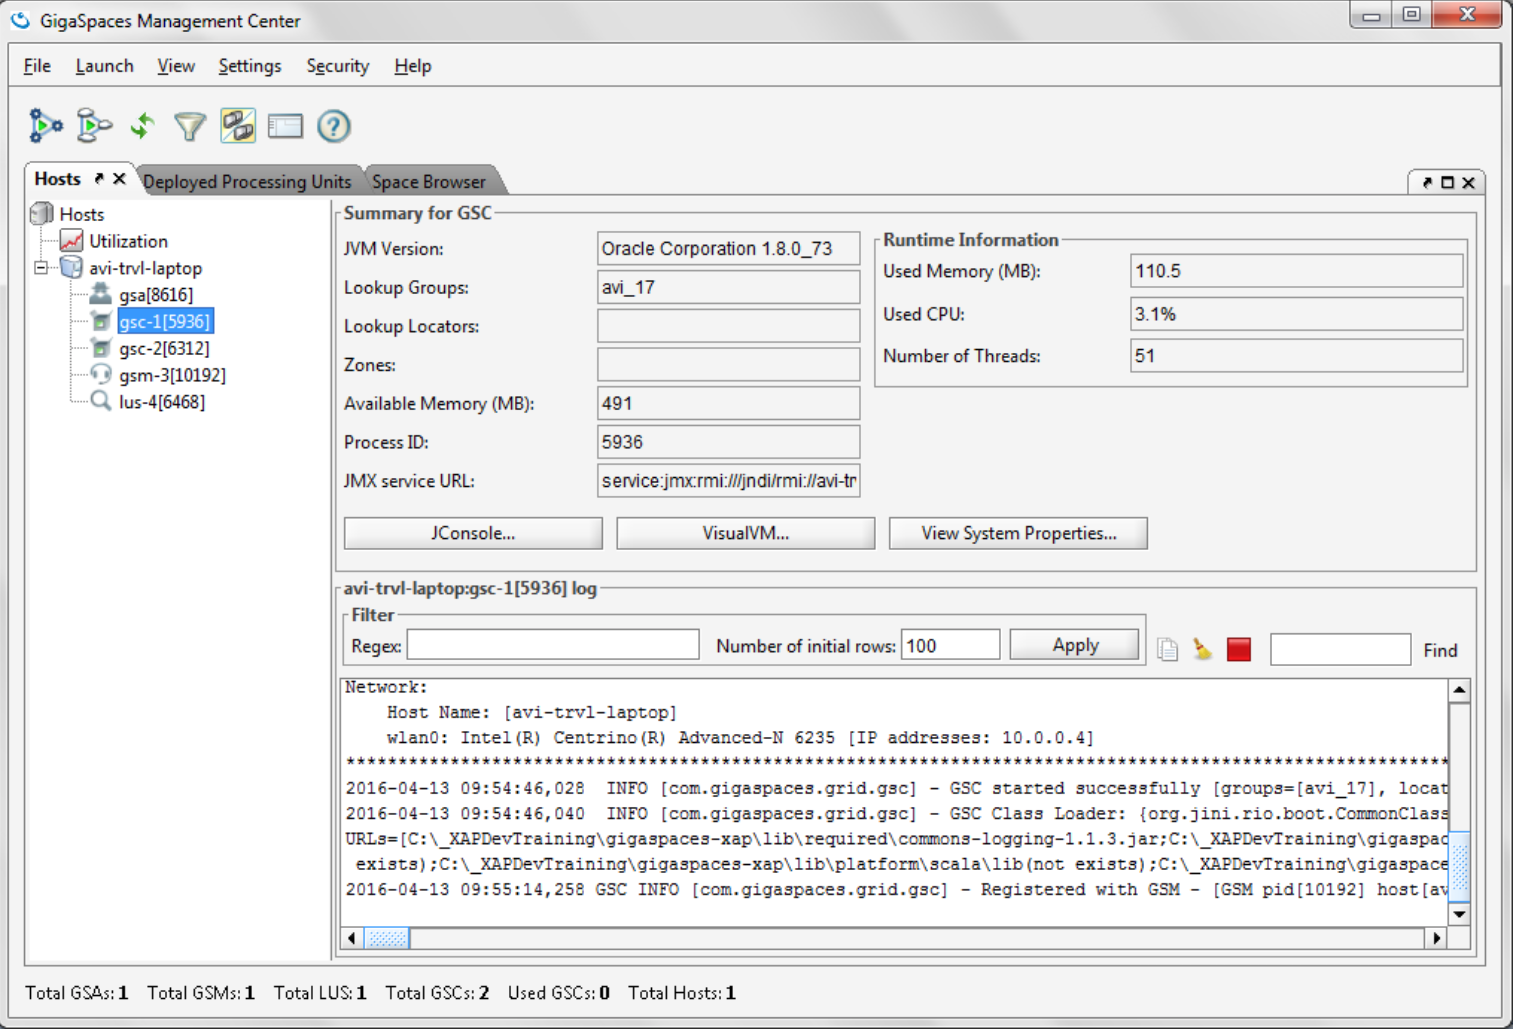 GigaSpaces Management Center
File Launch View Settings Security Help
Hosts Deployed Processing Units Space Browser
Hosts
Utilization
avi-trvl-laptop
gsa[8616]
gsc-1[5936]
gsc-2[6312]
gsm-3[10192]
lus-4[6468]
Summary for GSC
JVM Version: Oracle Corporation 1.8.0_73
Lookup Groups: avi_17
Lookup Locators:
Zones:
Available Memory (MB): 491
Process ID: 5936
JMX service URL: service:jmx:rmi:///jndi/rmi://avi-tr
Runtime Information
Used Memory (MB): 110.5
Used CPU: 3.1%
Number of Threads: 51
JConsole... VisualVM... View System Properties...
avi-trvl-laptop:gsc-1[5936] log
Filter
Regex: Number of initial rows: 100 Apply Find
Network:
Host Name: [avi-trvl-laptop]
wlan0: Intel(R) Centrino(R) Advanced-N 6235 [IP addresses: 10.0.0.4]
********************************************************************************************************
2016-04-13 09:54:46,028  INFO [com.gigaspaces.grid.gsc] - GSC started successfully [groups=[avi_17], locat
2016-04-13 09:54:46,040  INFO [com.gigaspaces.grid.gsc] - GSC Class Loader: {org.jini.rio.boot.CommonClass
URLs=[C:\_XAPDevTraining\gigaspaces-xap\lib\required\commons-logging-1.1.3.jar;C:\_XAPDevTraining\gigaspac
exists);C:\_XAPDevTraining\gigaspaces-xap\lib\platform\scala\lib(not exists);C:\_XAPDevTraining\gigaspace
2016-04-13 09:55:14,258 GSC INFO [com.gigaspaces.grid.gsc] - Registered with GSM - [GSM pid[10192] host[av
Total GSAs: 1 Total GSMs: 1 Total LUS: 1 Total GSCs: 2 Used GSCs: 0 Total Hosts: 1